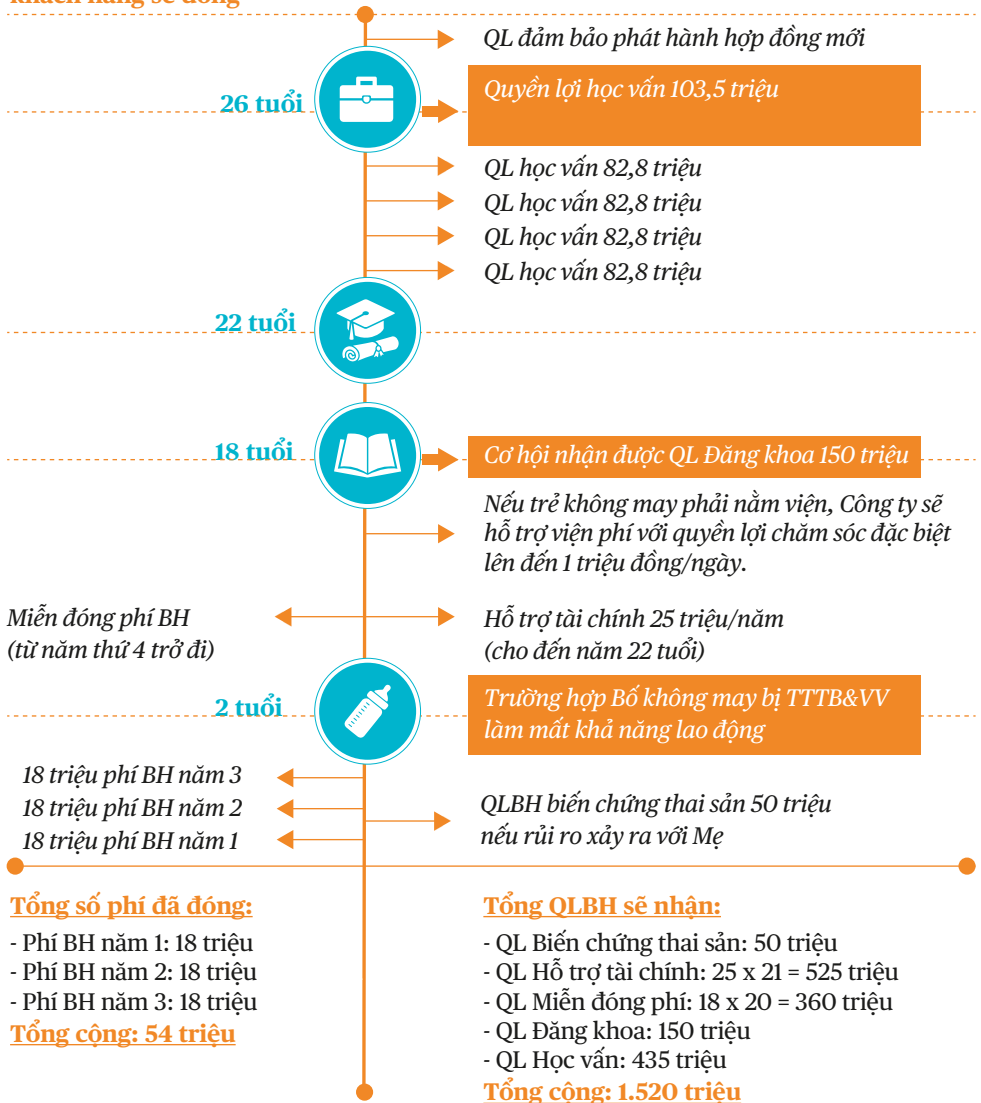 khách hàng sẽ đóng
QL đảm bảo phát hành hợp đồng mới
26 tuổi
Quyền lợi học vấn 103,5 triệu
QL học vấn 82,8 triệu
QL học vấn 82,8 triệu
QL học vấn 82,8 triệu
QL học vấn 82,8 triệu
22 tuổi
18 tuổi
Cơ hội nhận được QL Đăng khoa 150 triệu
Nếu trẻ không may phải nằm viện, Công ty sẽ
hỗ trợ viện phí với quyền lợi chăm sóc đặc biệt
lên đến 1 triệu đồng/ngày.
Miễn đóng phí BH
(từ năm thứ 4 trở đi)
Hỗ trợ tài chính 25 triệu/năm
(cho đến năm 22 tuổi)
2 tuổi
Trường hợp Bố không may bị TTTB&VV
làm mất khả năng lao động
18 triệu phí BH năm 3
18 triệu phí BH năm 2
18 triệu phí BH năm 1
QLBH biến chứng thai sản 50 triệu
nếu rủi ro xảy ra với Mẹ
Tổng số phí đã đóng:
- Phí BH năm 1: 18 triệu
- Phí BH năm 2: 18 triệu
- Phí BH năm 3: 18 triệu
Tổng cộng: 54 triệu
Tổng QLBH sẽ nhận:
- QL Biến chứng thai sản: 50 triệu
- QL Hỗ trợ tài chính: 25 x 21 = 525 triệu
- QL Miễn đóng phí: 18 x 20 = 360 triệu
- QL Đăng khoa: 150 triệu
- QL Học vấn: 435 triệu
Tổng cộng: 1.520 triệu